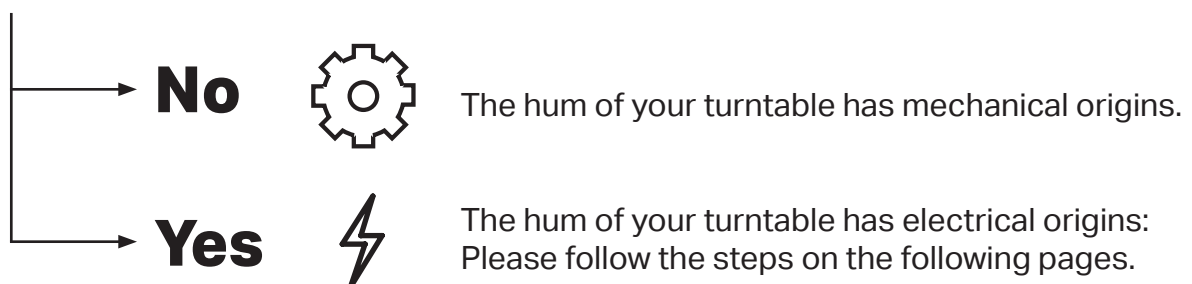 No
The hum of your turntable has mechanical origins.
Yes
The hum of your turntable has electrical origins:
Please follow the steps on the following pages.